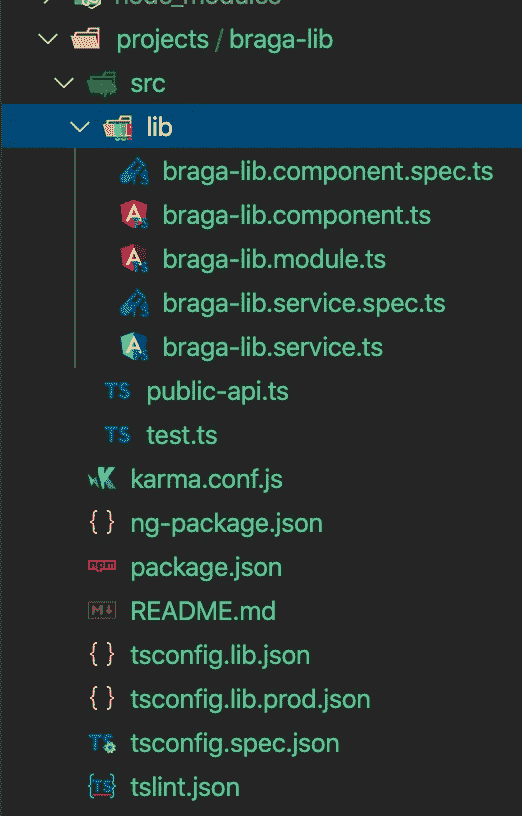 node_modules
projects / braga-lib
src
lib
braga-lib.component.spec.ts
braga-lib.component.ts
braga-lib.module.ts
braga-lib.service.spec.ts
braga-lib.service.ts
TS public-api.ts
TS test.ts
K karma.conf.js
{ } ng-package.json
npm package.json
M README.md
{ } tsconfig.lib.json
{ } tsconfig.lib.prod.json
TS tsconfig.spec.json
{TS} tslint.json